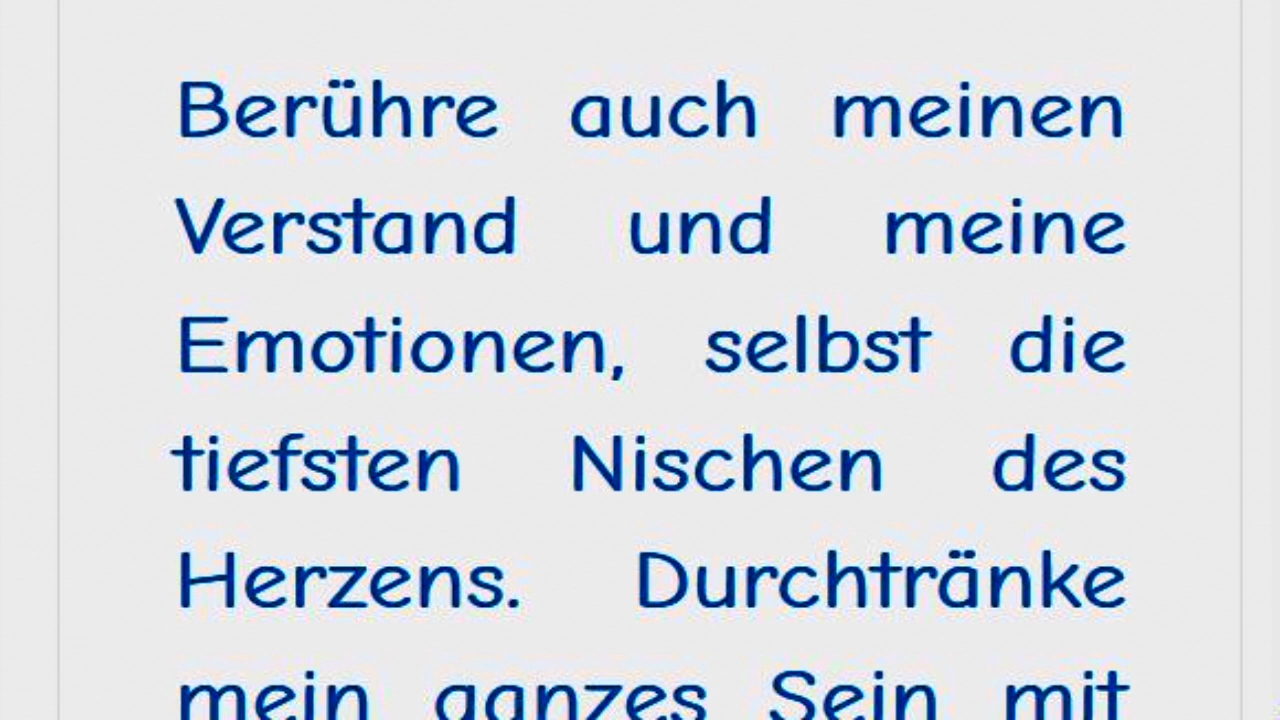 Berühre auch meinen
Verstand und meine
Emotionen, selbst die
tiefsten Nischen des
Herzens. Durchtränke
mein ganzes Sein mit